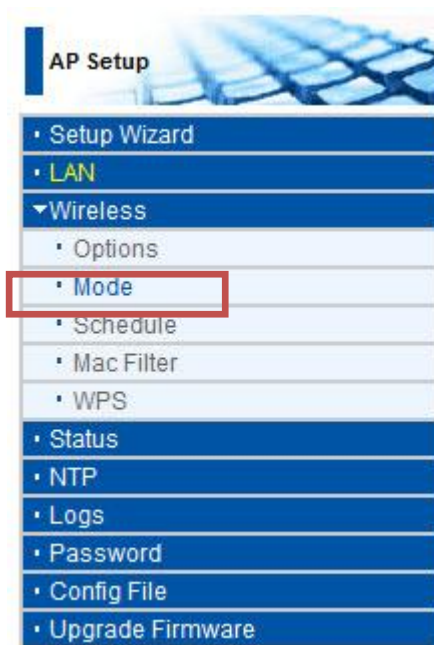 AP Setup
Setup Wizard
LAN
Wireless
Options
Mode
Schedule
Mac Filter
WPS
Status
NTP
Logs
Password
Config File
Upgrade Firmware